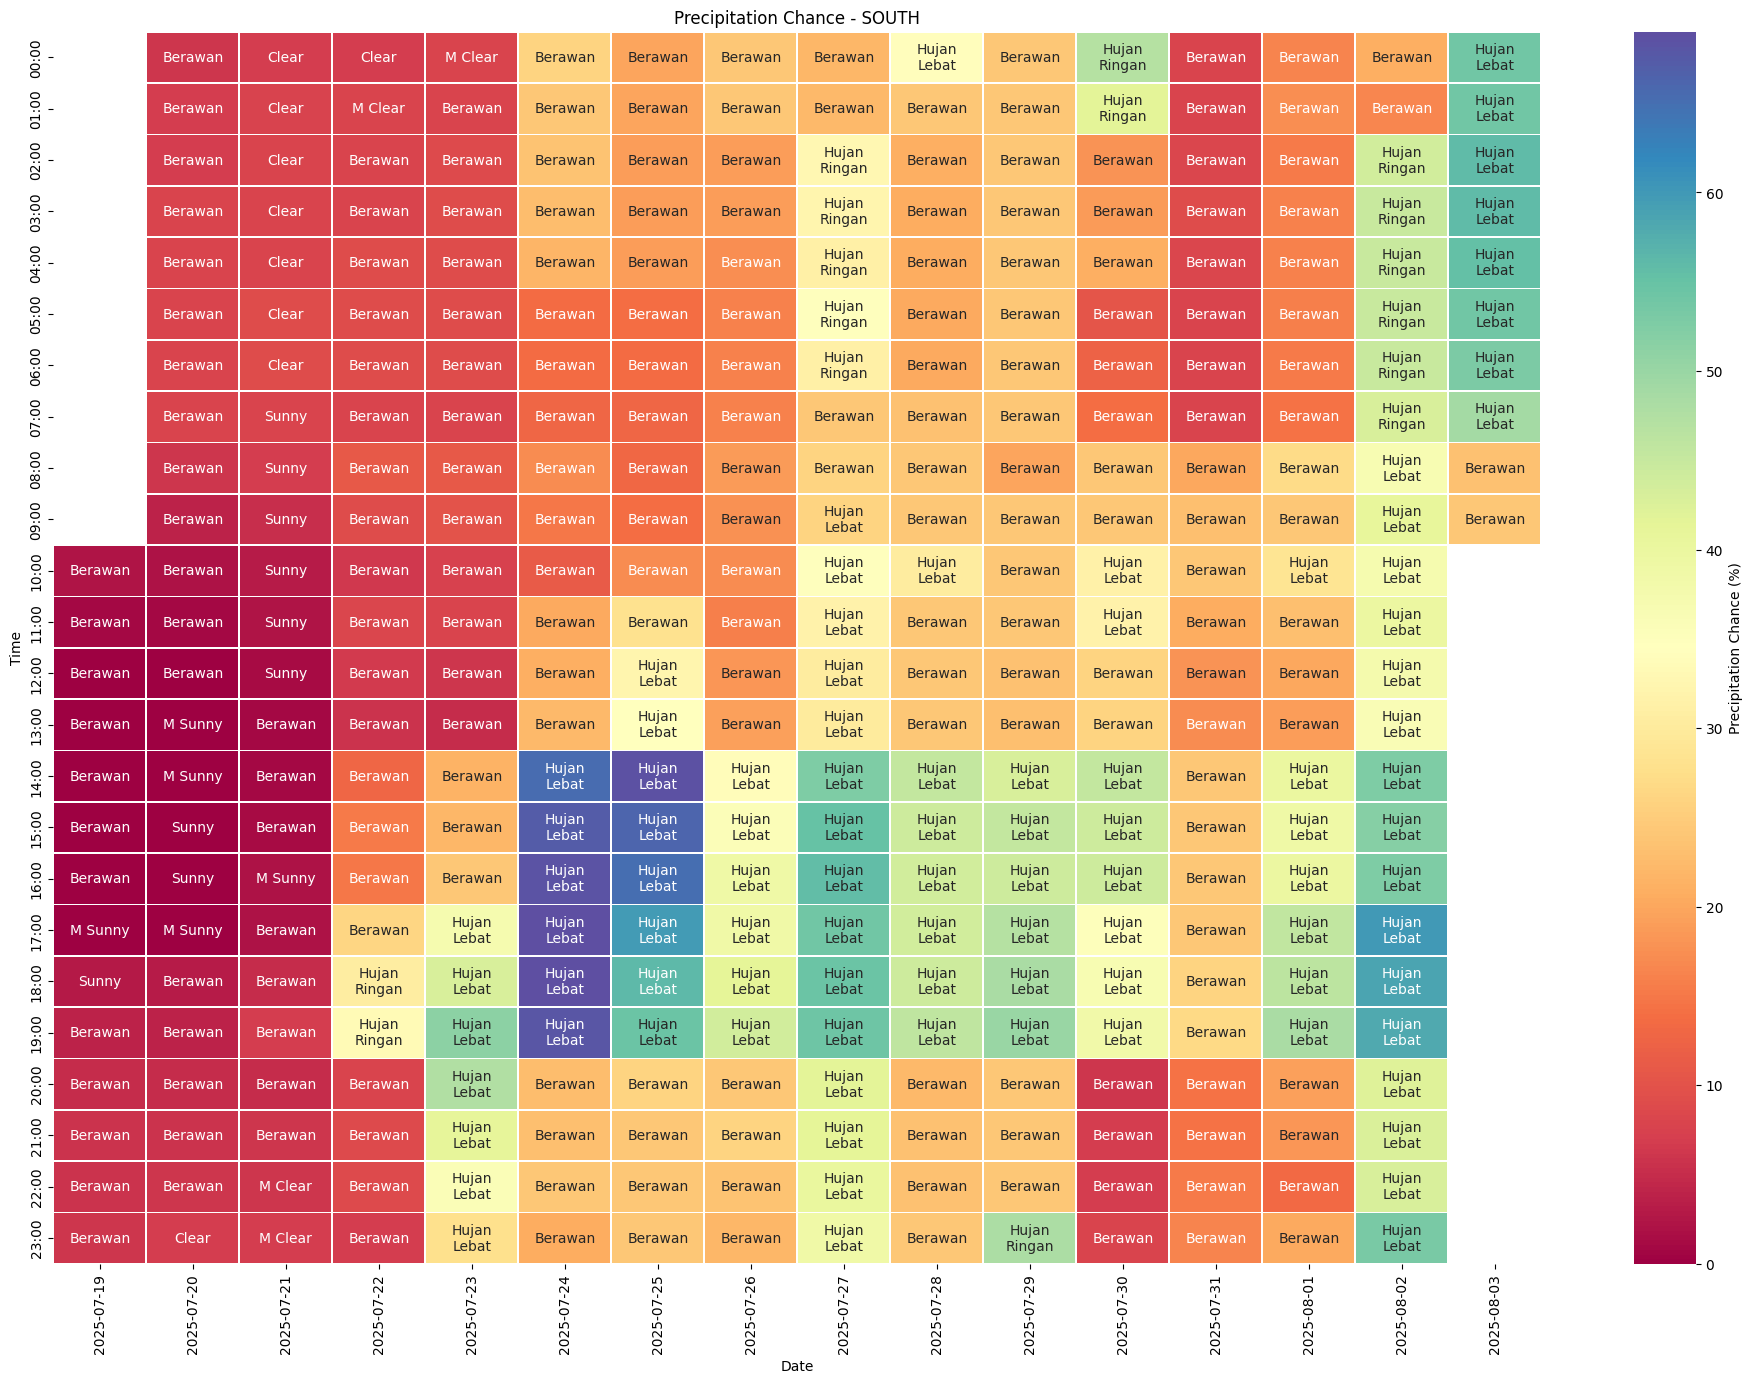 Precipitation Chance - SOUTH
00:00 Berawan Clear Clear M Clear Berawan Berawan Berawan Berawan Hujan Lebat Berawan Hujan Ringan Berawan Berawan Berawan Hujan Lebat
01:00 Berawan Clear M Clear Berawan Berawan Berawan Berawan Berawan Berawan Berawan Hujan Ringan Berawan Berawan Berawan Hujan Lebat
02:00 Berawan Clear Berawan Berawan Berawan Berawan Berawan Hujan Ringan Berawan Berawan Berawan Berawan Berawan Hujan Ringan Hujan Lebat
03:00 Berawan Clear Berawan Berawan Berawan Berawan Berawan Hujan Ringan Berawan Berawan Berawan Berawan Berawan Hujan Ringan Hujan Lebat
04:00 Berawan Clear Berawan Berawan Berawan Berawan Berawan Hujan Ringan Berawan Berawan Berawan Berawan Berawan Hujan Ringan Hujan Lebat
05:00 Berawan Clear Berawan Berawan Berawan Berawan Berawan Hujan Ringan Berawan Berawan Berawan Berawan Berawan Hujan Ringan Hujan Lebat
06:00 Berawan Clear Berawan Berawan Berawan Berawan Berawan Hujan Ringan Berawan Berawan Berawan Berawan Berawan Hujan Ringan Hujan Lebat
07:00 Berawan Sunny Berawan Berawan Berawan Berawan Berawan Berawan Berawan Berawan Berawan Berawan Berawan Hujan Ringan Hujan Lebat
08:00 Berawan Sunny Berawan Berawan Berawan Berawan Berawan Berawan Berawan Berawan Berawan Berawan Berawan Hujan Lebat Berawan
09:00 Berawan Sunny Berawan Berawan Berawan Berawan Berawan Hujan Lebat Berawan Berawan Berawan Berawan Berawan Hujan Lebat Berawan
10:00 Berawan Berawan Sunny Berawan Berawan Berawan Berawan Berawan Hujan Lebat Hujan Lebat Berawan Hujan Lebat Berawan Hujan Lebat Hujan Lebat
11:00 Berawan Berawan Sunny Berawan Berawan Berawan Berawan Berawan Hujan Lebat Berawan Berawan Hujan Lebat Berawan Berawan Hujan Lebat
12:00 Berawan Berawan Sunny Berawan Berawan Berawan Hujan Lebat Berawan Hujan Lebat Berawan Berawan Berawan Berawan Berawan Hujan Lebat
13:00 Berawan M Sunny Berawan Berawan Berawan Berawan Hujan Lebat Berawan Hujan Lebat Berawan Berawan Berawan Berawan Berawan Hujan Lebat
14:00 Berawan M Sunny Berawan Berawan Berawan Hujan Lebat Hujan Lebat Hujan Lebat Hujan Lebat Hujan Lebat Hujan Lebat Hujan Lebat Berawan Hujan Lebat Hujan Lebat
15:00 Berawan Sunny Berawan Berawan Berawan Hujan Lebat Hujan Lebat Hujan Lebat Hujan Lebat Hujan Lebat Hujan Lebat Hujan Lebat Berawan Hujan Lebat Hujan Lebat
16:00 Berawan Sunny M Sunny Berawan Berawan Hujan Lebat Hujan Lebat Hujan Lebat Hujan Lebat Hujan Lebat Hujan Lebat Hujan Lebat Berawan Hujan Lebat Hujan Lebat
17:00 M Sunny M Sunny Berawan Berawan Hujan Lebat Hujan Lebat Hujan Lebat Hujan Lebat Hujan Lebat Hujan Lebat Hujan Lebat Hujan Lebat Berawan Hujan Lebat Hujan Lebat
18:00 Sunny Berawan Berawan Hujan Ringan Hujan Lebat Hujan Lebat Hujan Lebat Hujan Lebat Hujan Lebat Hujan Lebat Hujan Lebat Hujan Lebat Berawan Hujan Lebat Hujan Lebat
19:00 Berawan Berawan Berawan Hujan Ringan Hujan Lebat Hujan Lebat Hujan Lebat Hujan Lebat Hujan Lebat Hujan Lebat Hujan Lebat Hujan Lebat Berawan Hujan Lebat Hujan Lebat
20:00 Berawan Berawan Berawan Berawan Hujan Lebat Berawan Berawan Berawan Hujan Lebat Berawan Berawan Berawan Berawan Berawan Hujan Lebat
21:00 Berawan Berawan Berawan Berawan Hujan Lebat Berawan Berawan Berawan Hujan Lebat Berawan Berawan Berawan Berawan Berawan Hujan Lebat
22:00 Berawan Berawan M Clear Berawan Hujan Lebat Berawan Berawan Berawan Hujan Lebat Berawan Berawan Berawan Berawan Berawan Hujan Lebat
23:00 Berawan Clear M Clear Berawan Hujan Lebat Berawan Berawan Berawan Hujan Lebat Berawan Hujan Ringan Berawan Berawan Berawan Hujan Lebat
Time
2025-07-19 2025-07-20 2025-07-21 2025-07-22 2025-07-23 2025-07-24 2025-07-25 2025-07-26 2025-07-27 2025-07-28 2025-07-29 2025-07-30 2025-07-31 2025-08-01 2025-08-02 2025-08-03
Date
60
50
40
30
20
10
0
Precipitation Chance (%)